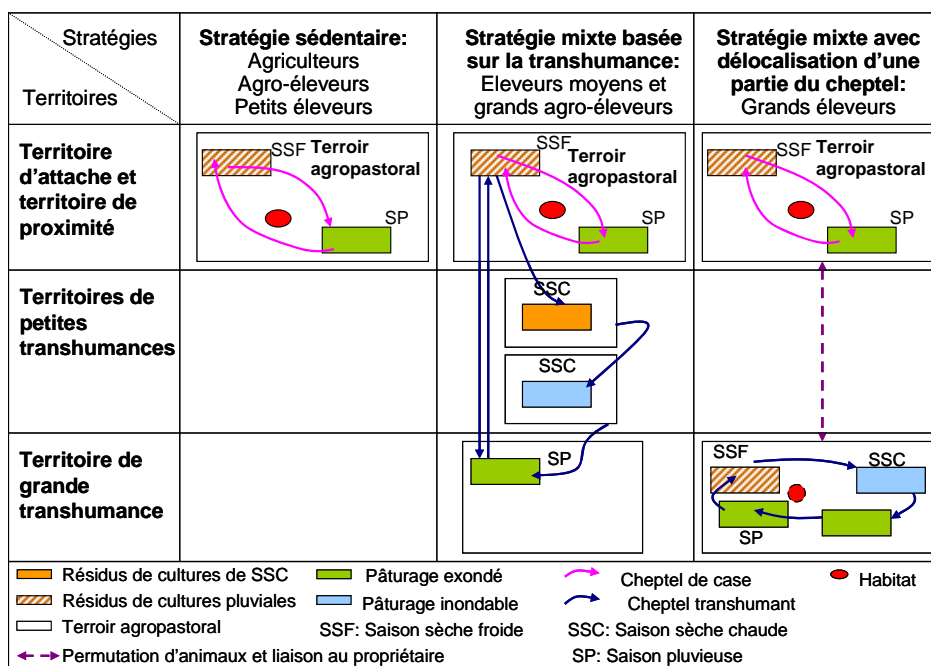 Stratégies
Territoires
Stratégie sédentaire:
Agriculteurs
Agro-éleveurs
Petits éleveurs
Stratégie mixte basée
sur la transhumance:
Eleveurs moyens et
grands agro-éleveurs
Stratégie mixte avec
délocalisation d'une
partie du cheptel:
Grands éleveurs
Territoire
d'attache et
territoire de
proximité
SSF
Terroir
agropastoral
SP
SSF
Terroir
agropastoral
SP
SSF
Terroir
agropastoral
SP
Territoires de
petites
transhumances
SSC
SSC
Territoire de
grande
transhumance
SP
SSF
SSC
SP
Résidus de cultures de SSC
Pâturage exondé
Cheptel de case
Habitat
Résidus de cultures pluviales
Pâturage inondable
Cheptel transhumant
Terroir agropastoral
SSF: Saison sèche froide
SSC: Saison sèche chaude
Permutation d'animaux et liaison au propriétaire
SP: Saison pluvieuse